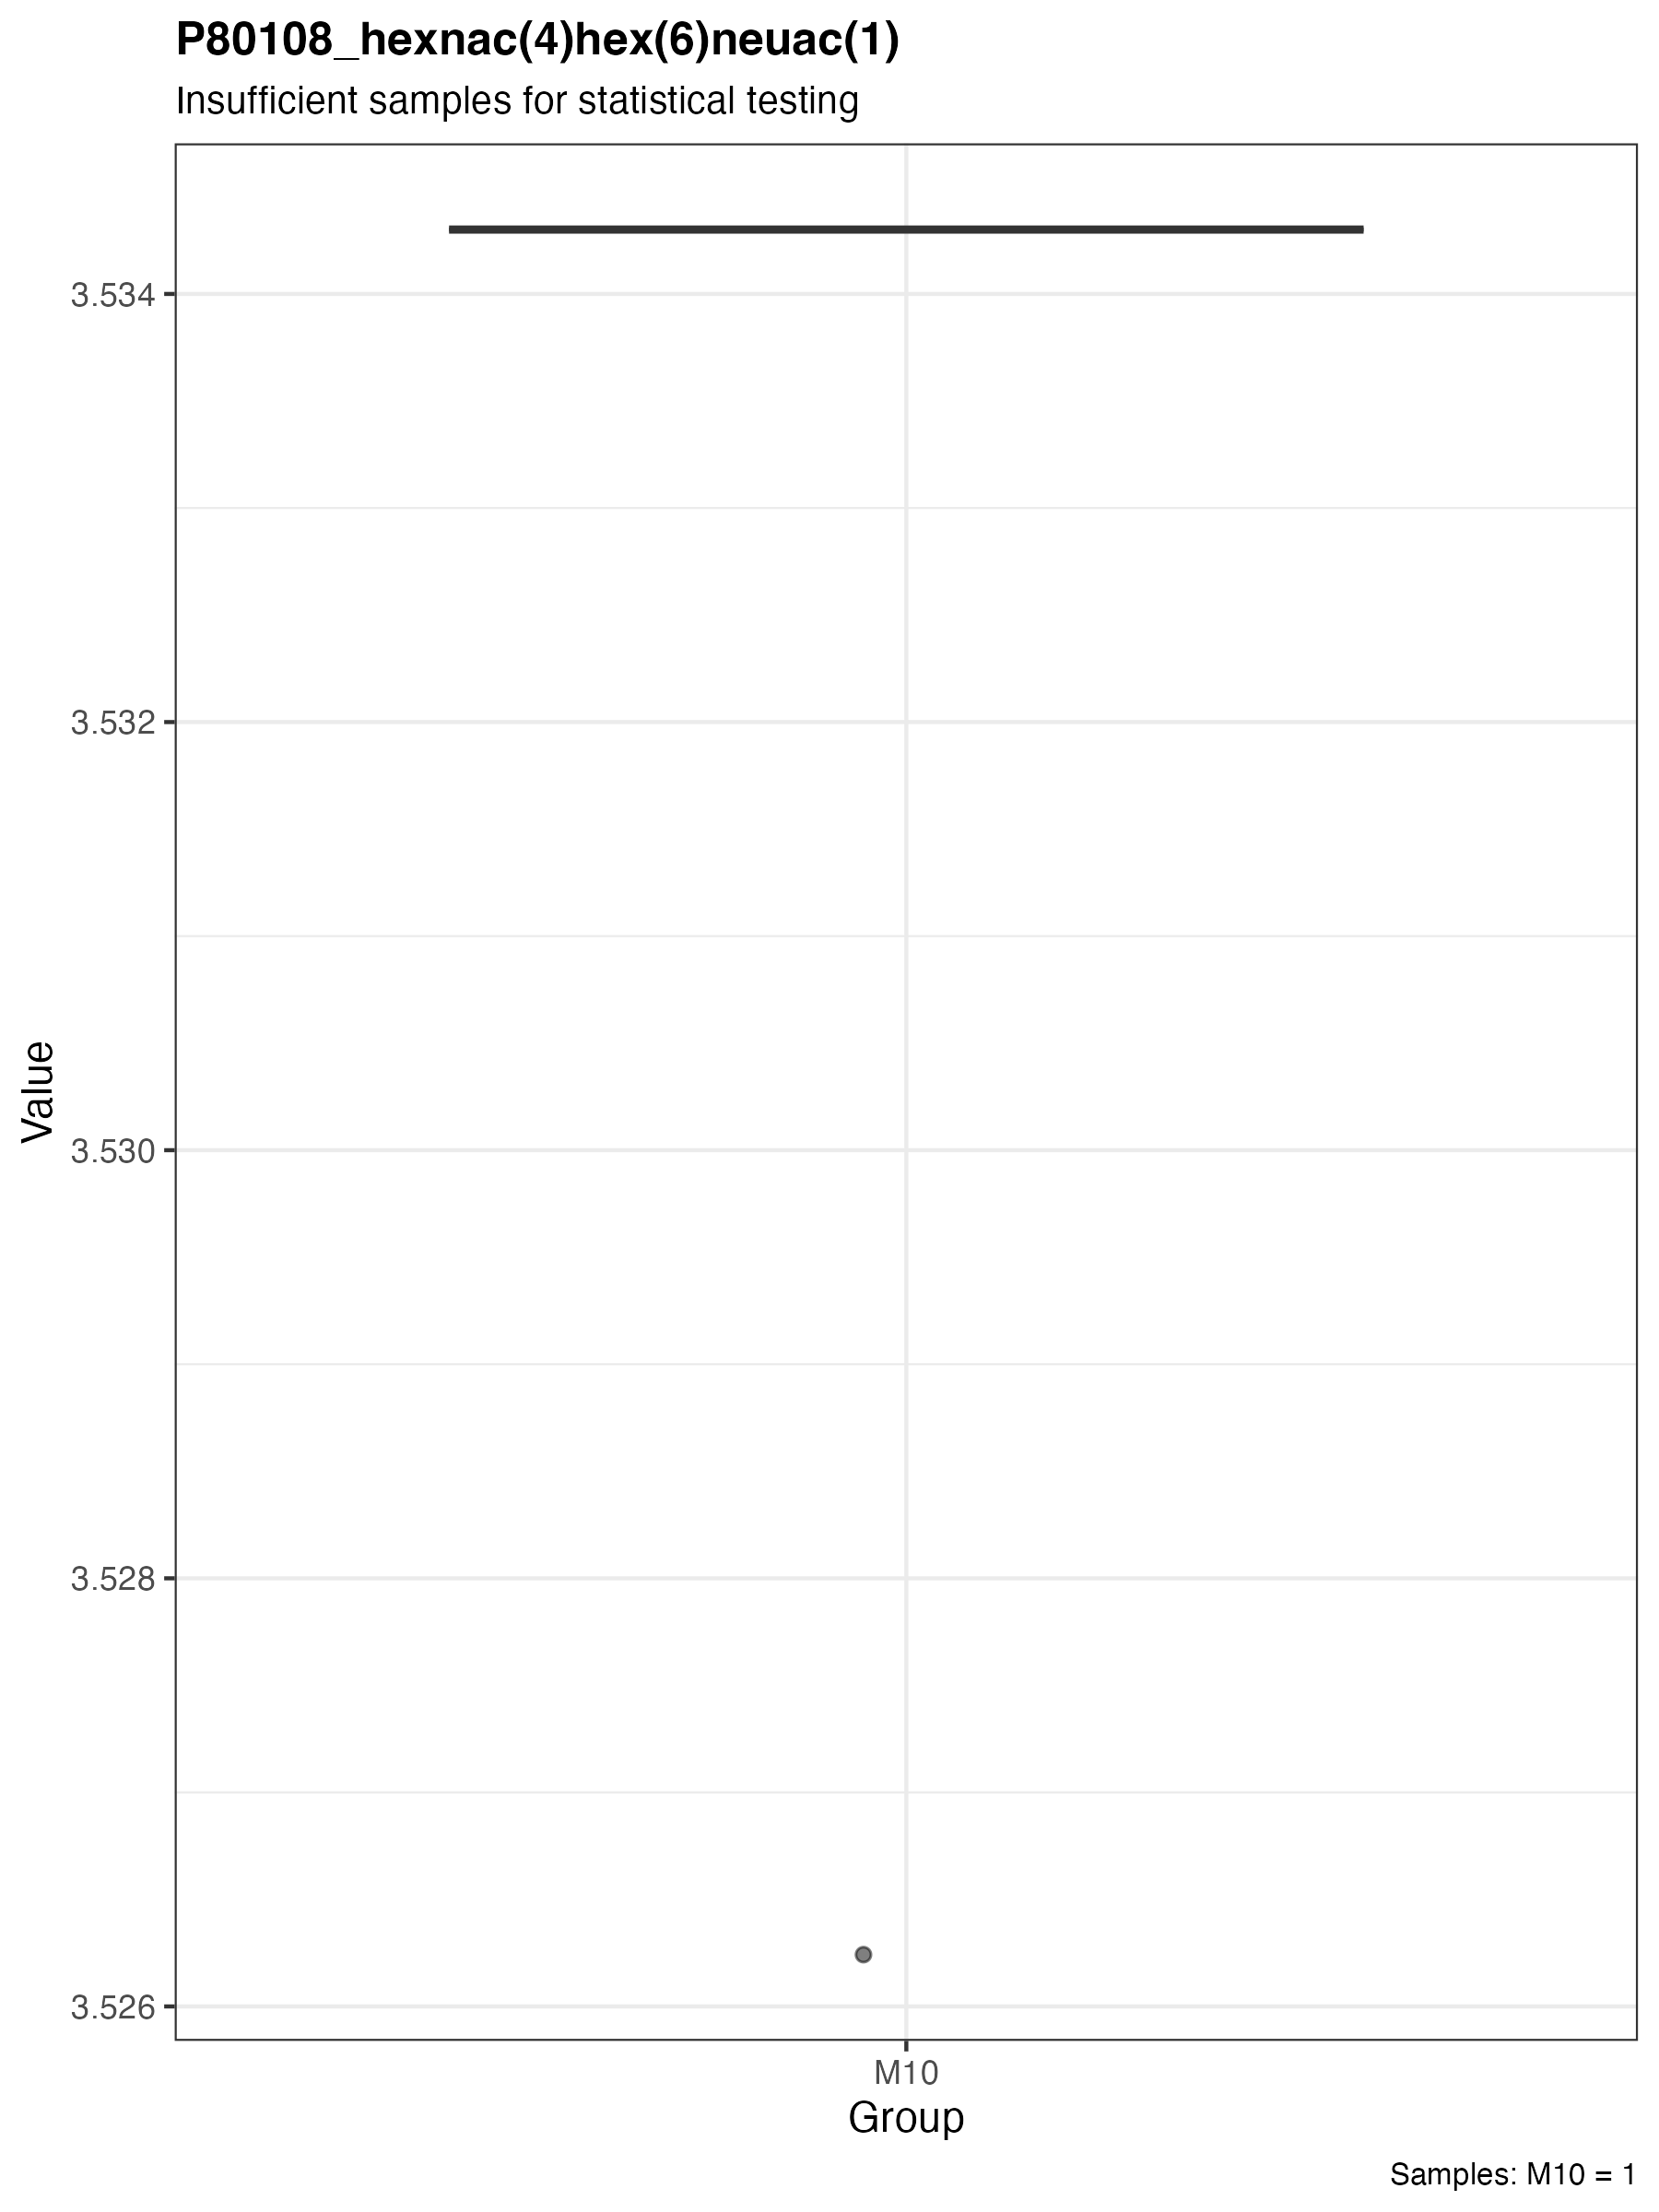 P80108_hexnac(4)hex(6)neuac(1)
Insufficient samples for statistical testing
Value
3.534
3.532
3.530
3.528
3.526
M10
Group
Samples: M10 = 1